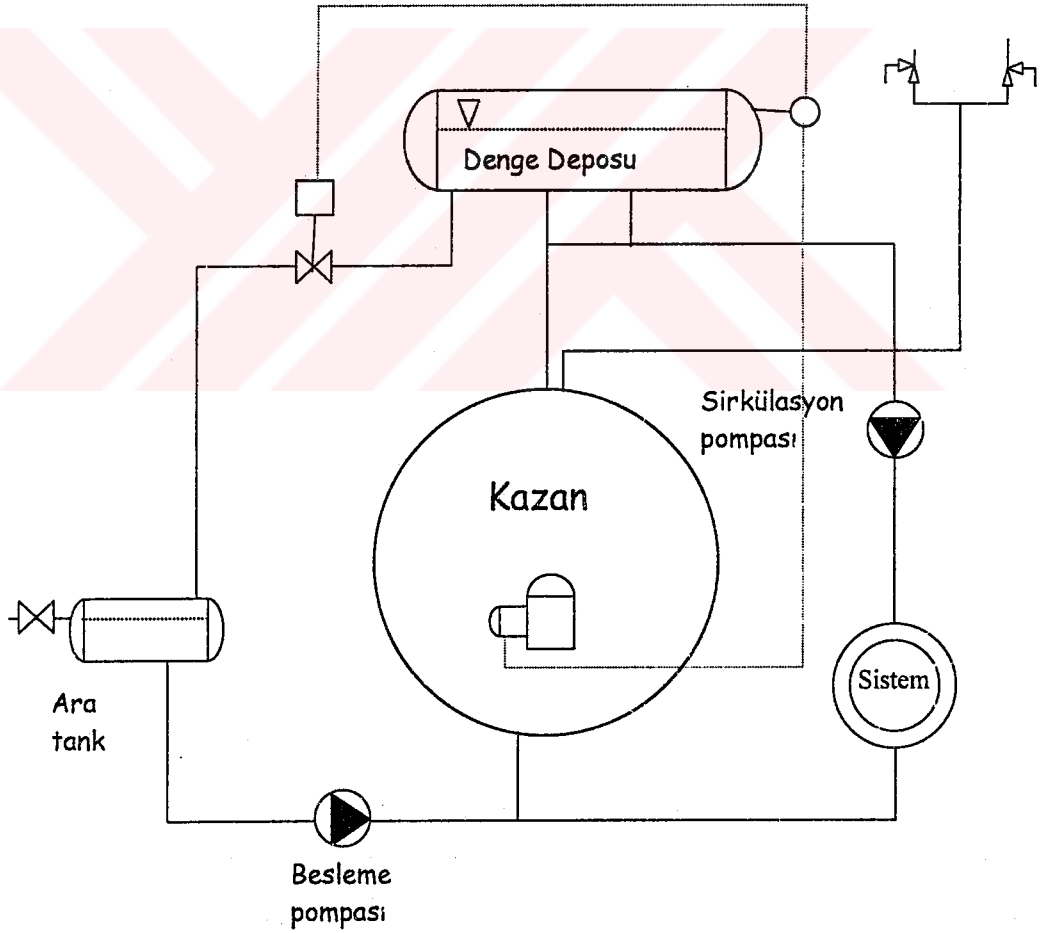 Denge Deposu
Sirkülasyon
pompası
Kazan
Sistem
Ara
tank
Besleme
pompası